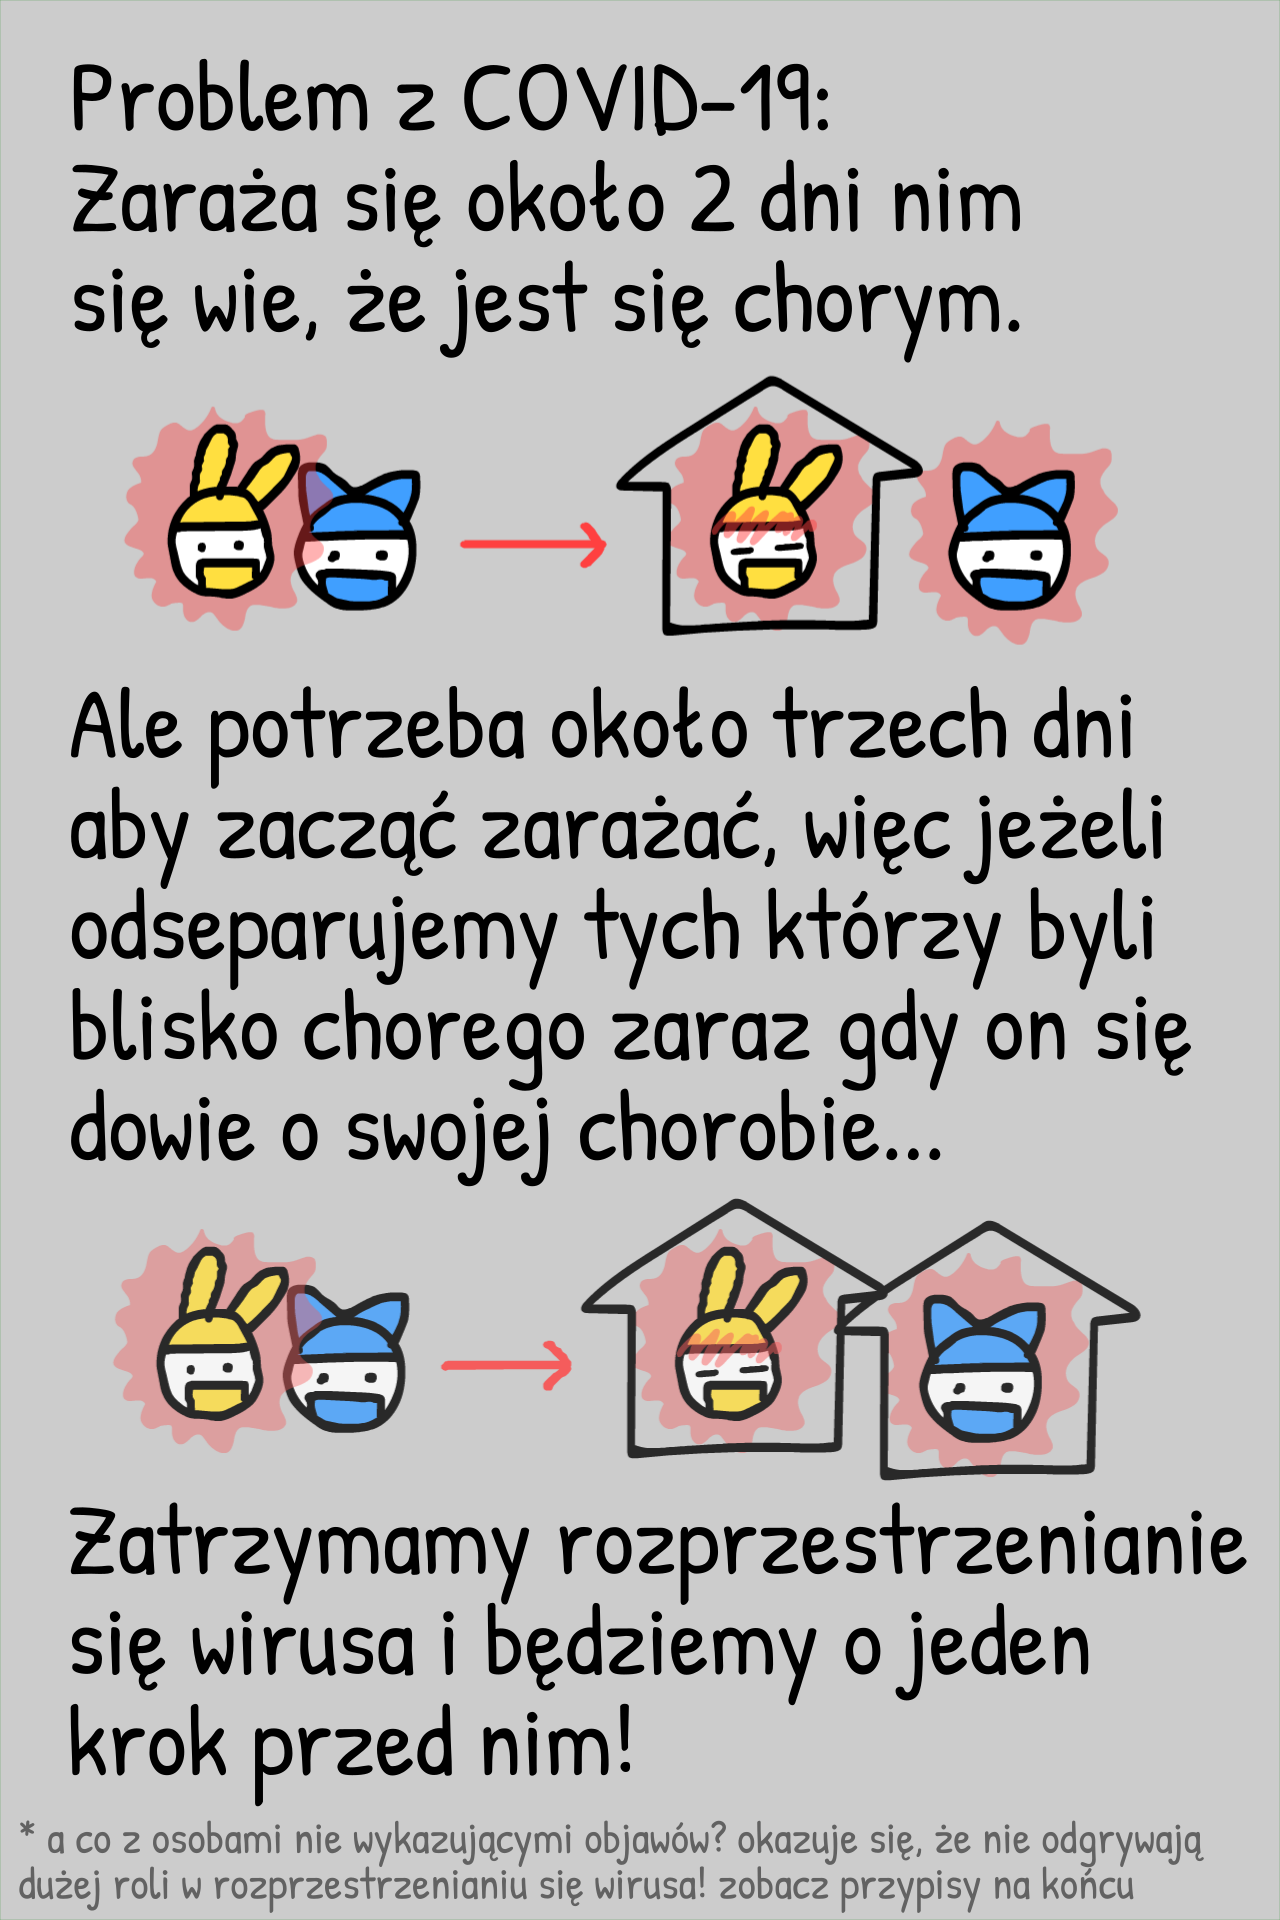 Problem z COVID-19:
Zaraża się około 2 dni nim
się wie, że jest się chorym.
Ale potrzeba około trzech dni
aby zacząć zarażać, więc jeżeli
odseparujemy tych którzy byli
blisko chorego zaraz gdy on się
dowie o swojej chorobie...
Zatrzymamy rozprzestrzenianie
się wirusa i będziemy o jeden
krok przed nim!
* a co z osobami nie wykazującymi objawów? okazuje się, że nie odgrywają
dużej roli w rozprzestrzenianiu się wirusa! zobacz przypisy na końcu